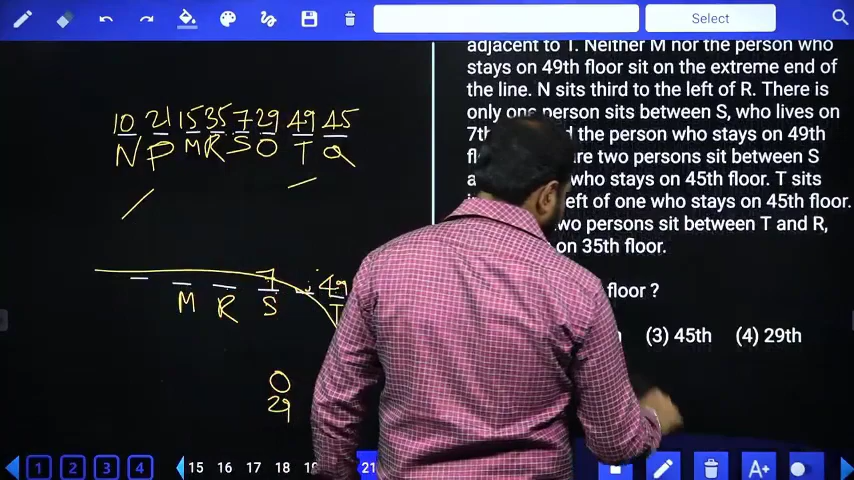 Select
adjacent to T. Neither M nor the person who
stays on 49th floor sit on the extreme end of
the line. N sits third to the left of R. There is
only one person sits between S, who lives on
7th d the person who stays on 49th
fl re two persons sit between S
a who stays on 45th floor. T sits
i eft of one who stays on 45th floor.
wo persons sit between T and R,
on 35th floor.
floor ?
(3) 45th (4) 29th
10 21 15 35 7 29 49 45
N P M R S O T Q
7 49
M R S T
O
29
1 2 3 4 15 16 17 18 21 A+